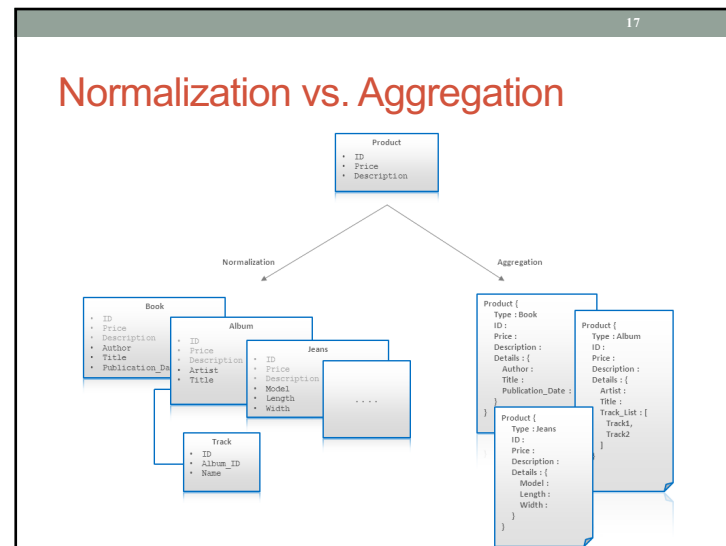 17
Normalization vs. Aggregation
Product
• ID
• Price
• Description
Normalization
Aggregation
Book
• ID
• Price
• Description
• Author
• Title
• Publication_Da
Album
• ID
• Price
• Description
• Artist
• Title
Jeans
• ID
• Price
• Description
• Model
• Length
• Width
. . . .
Track
• ID
• Album_ID
• Name
Product {
Type : Book
ID :
Price :
Description :
Details : {
Author :
Title :
Publication_Date :
}
}
Product {
Type : Album
ID :
Price :
Description :
Details : {
Artist :
Title :
Track_List : [
Track1,
Track2
]
}
Product {
Type : Jeans
ID :
Price :
Description :
Details : {
Model :
Length :
Width :
}
}